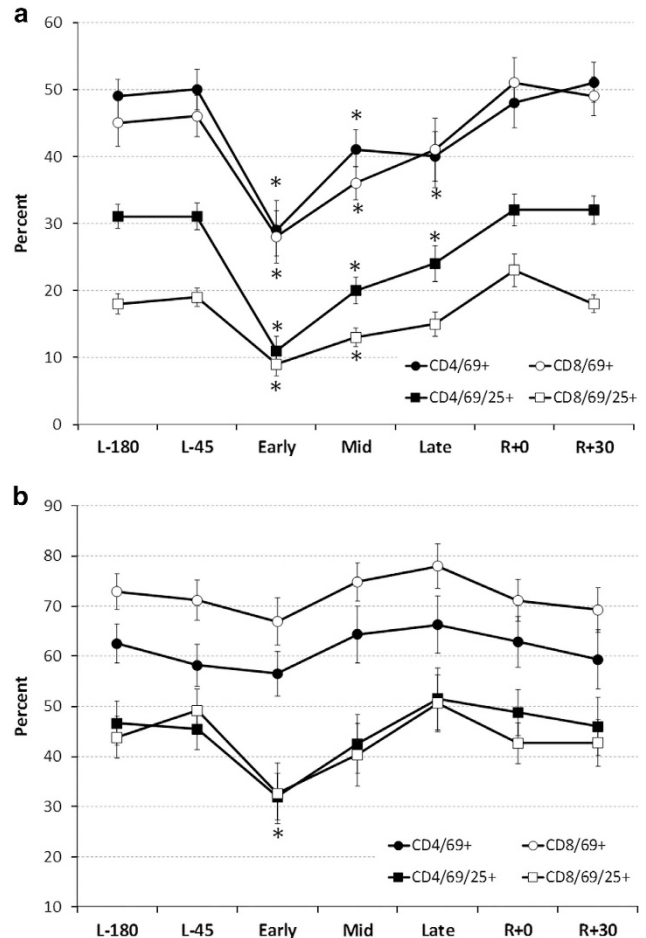 a
60
50
*
*
40
*
*
Percent
30
*
*
*
*
20
*
*
10
*
CD4/69+ CD8/69+
CD4/69/25+ CD8/69/25+
0
L-180 L-45 Early Mid Late R+0 R+30
b
90
80
70
60
Percent
50
40
30
*
20
CD4/69+ CD8/69+
CD4/69/25+ CD8/69/25+
10
L-180 L-45 Early Mid Late R+0 R+30